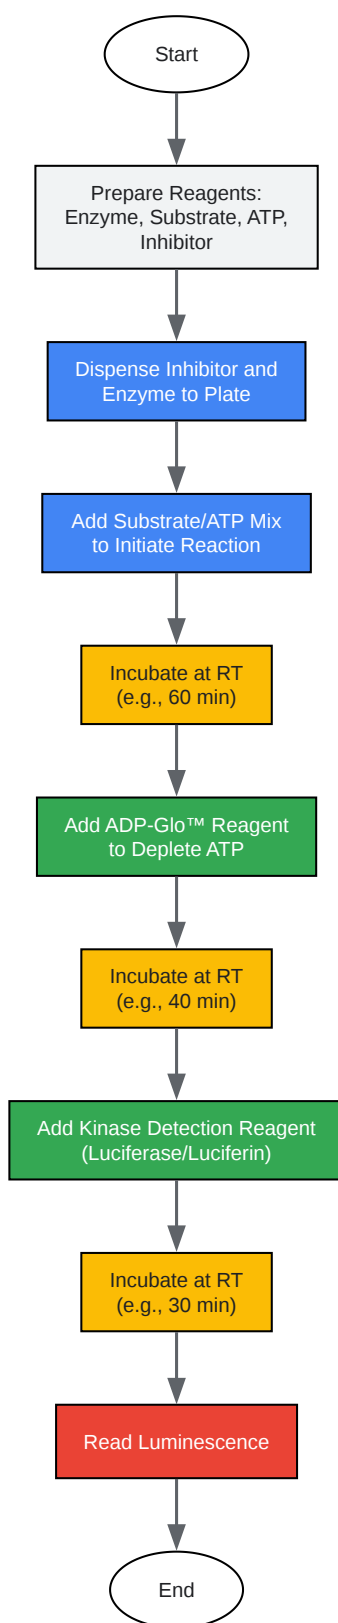 Start
Prepare Reagents:
Enzyme, Substrate, ATP,
Inhibitor
Dispense Inhibitor and
Enzyme to Plate
Add Substrate/ATP Mix
to Initiate Reaction
Incubate at RT
(e.g., 60 min)
Add ADP-Glo™ Reagent
to Deplete ATP
Incubate at RT
(e.g., 40 min)
Add Kinase Detection Reagent
(Luciferase/Luciferin)
Incubate at RT
(e.g., 30 min)
Read Luminescence
End